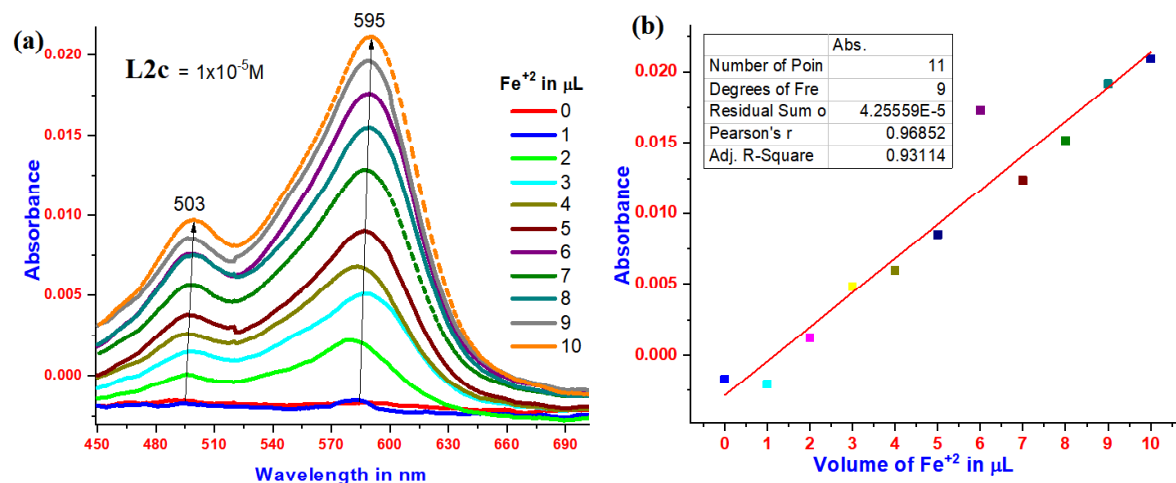 (a)
L2c = 1x10⁻⁵M
503
595
Fe⁺² in μL
0
1
2
3
4
5
6
7
8
9
10
Absorbance
0.020
0.015
0.010
0.005
0.000
450 480 510 540 570 600 630 660 690
Wavelength in nm
(b)
Abs.
Number of Poin 11
Degrees of Fre 9
Residual Sum o 4.25559E-5
Pearson's r 0.96852
Adj. R-Square 0.93114
Absorbance
0.020
0.015
0.010
0.005
0.000
0 1 2 3 4 5 6 7 8 9 10
Volume of Fe⁺² in μL